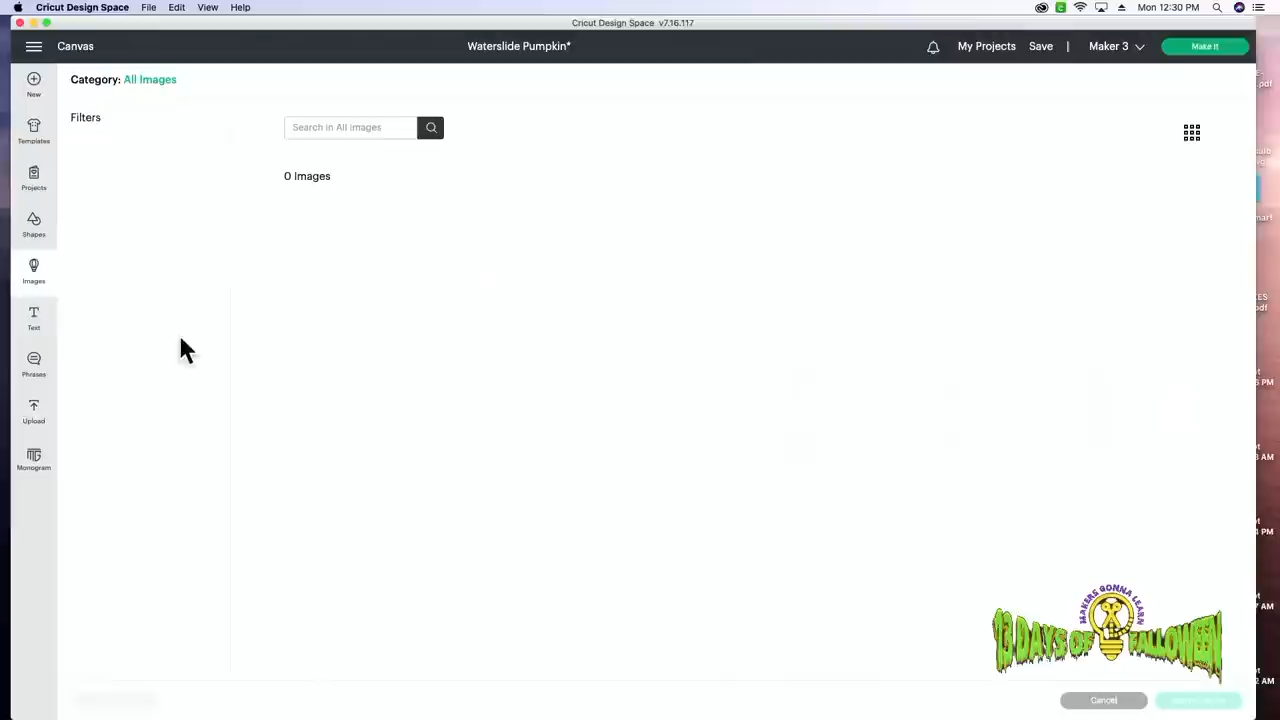 Cricut Design Space File Edit View Help
Mon 12:30 PM
Cricut Design Space v7.16.117
Canvas
Waterslide Pumpkin*
My Projects Save | Maker 3
Make It
Category: All Images
Filters
Search in All Images
0 Images
New
Templates
Projects
Shapes
Images
Text
Phrases
Upload
Monogram
MAKERS GONNA LEARN
13 DAYS OF FALLOWEEN
Cancel